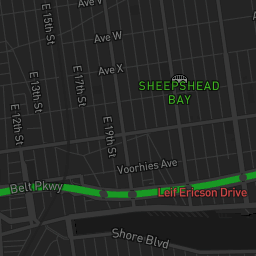 E 15th St
Ave V
Ave W
Ave X
E 13th St
E 17th St
SHEEPSHEAD
BAY
E 12th St
E 19th St
Voorhies Ave
Belt Pkwy
Leif Ericson Drive
Shore Blvd